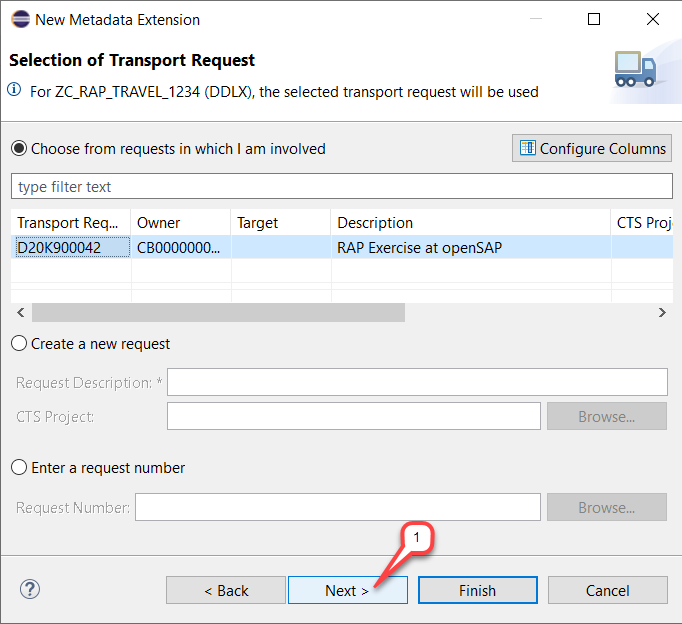 New Metadata Extension
Selection of Transport Request
For ZC_RAP_TRAVEL_1234 (DDLX), the selected transport request will be used
Choose from requests in which I am involved
Configure Columns
type filter text
Transport Req... Owner Target Description CTS Proj
D20K900042 CB0000000... RAP Exercise at openSAP
Create a new request
Request Description: *
CTS Project: Browse...
Enter a request number
Request Number: Browse...
1
? < Back Next > Finish Cancel